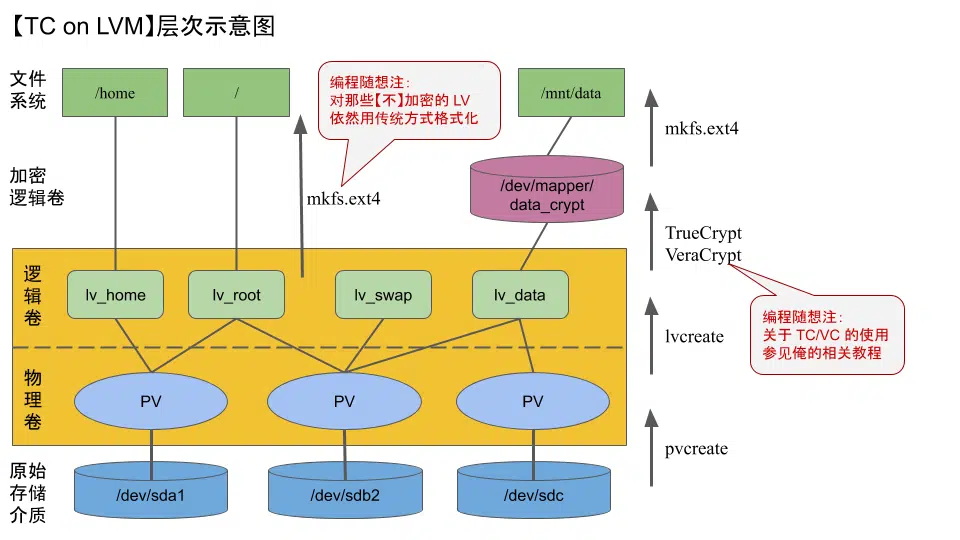 【TC on LVM】层次示意图
文件
系统
/home
/
编程随想注：
对那些【不】加密的 LV
依然用传统方式格式化
/mnt/data
mkfs.ext4
加密
逻辑卷
mkfs.ext4
/dev/mapper/
data_crypt
TrueCrypt
VeraCrypt
逻
辑
卷
lv_home
lv_root
lv_swap
lv_data
lvcreate
编程随想注：
关于 TC/VC 的使用
参见俺的相关教程
物
理
卷
PV
PV
PV
pvcreate
原始
存储
介质
/dev/sda1
/dev/sdb2
/dev/sdc